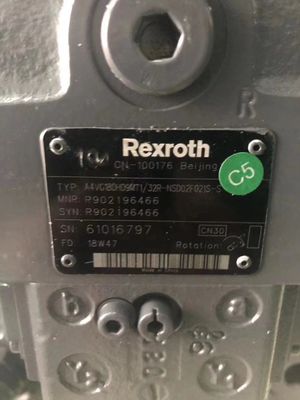 Rexroth
CN-100176 Beijing
C5
TYP: A4VG180HD9MT1/32R-NSD02F021S-S
MNR: R902196466
SYN: R902196466
SN: 61016797
CN30
FD: 18W47
Rotation:
MADE IN CHINA